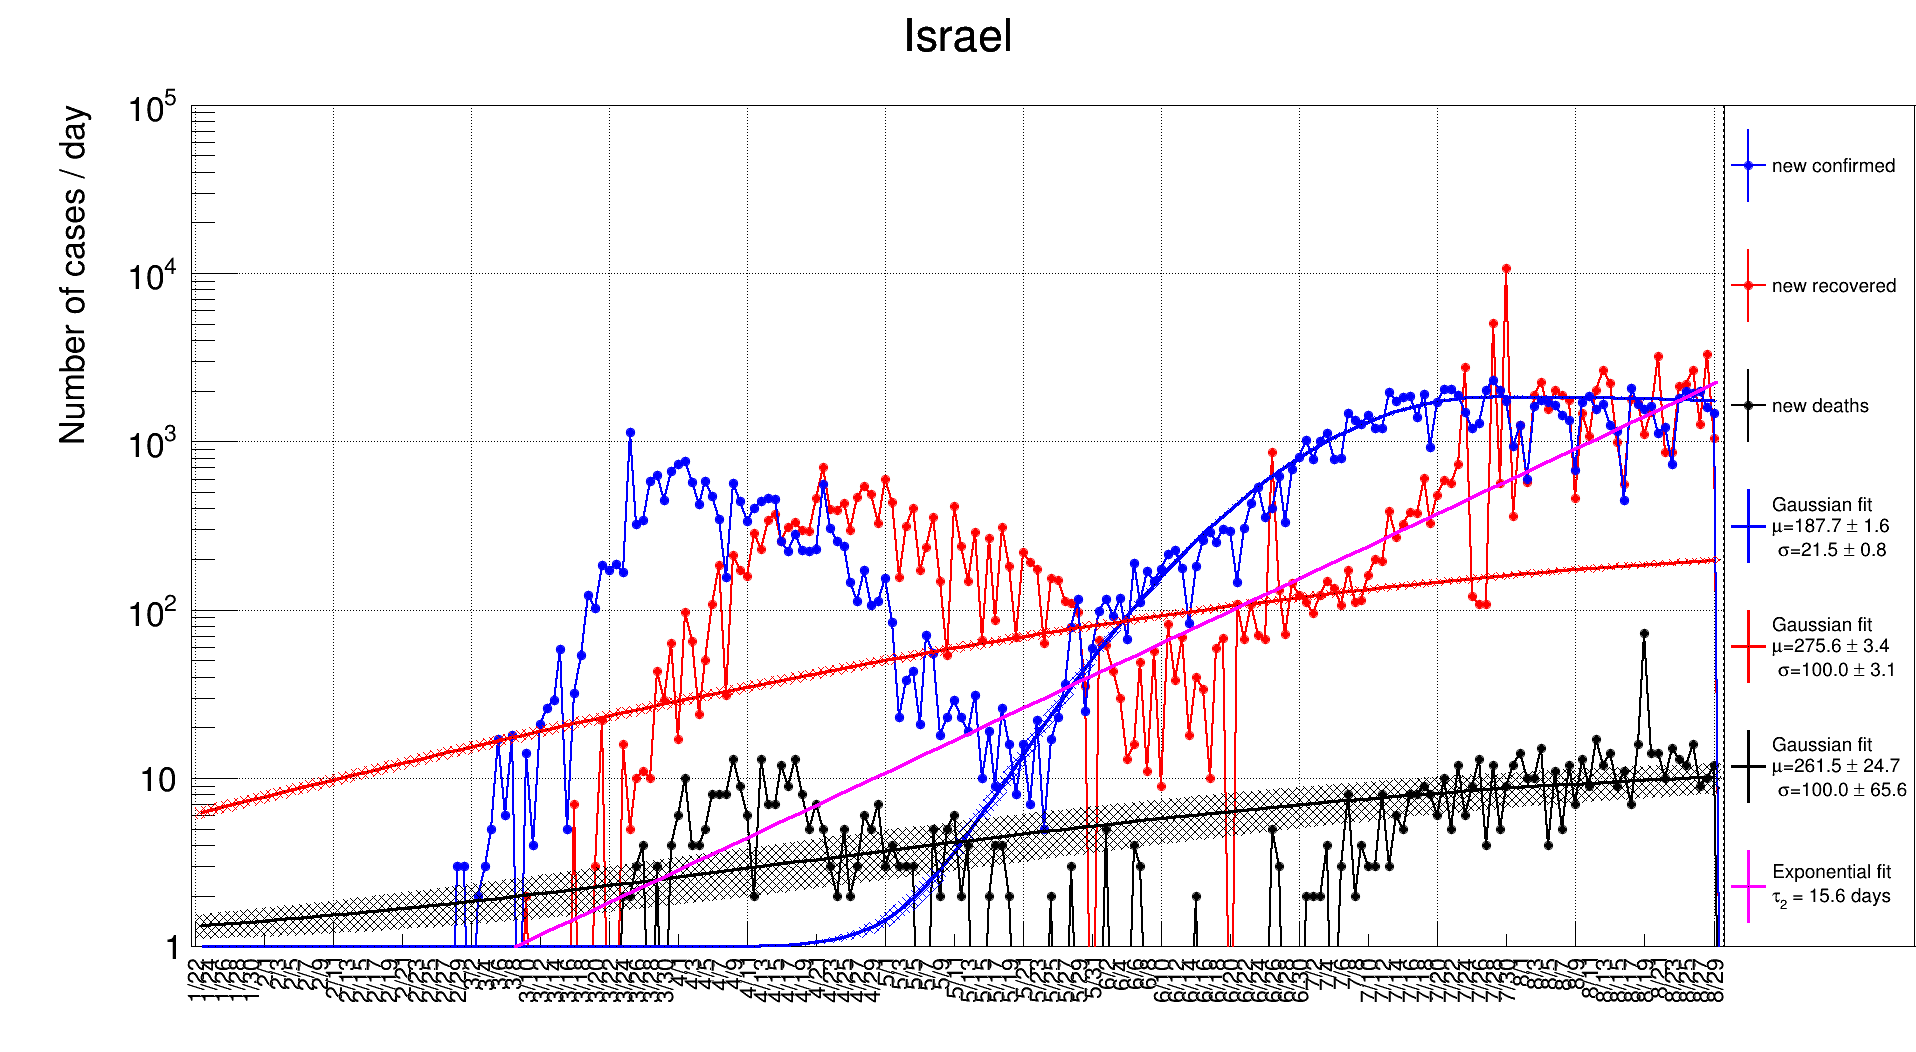 Israel
Number of cases / day
10^5
10^4
10^3
10^2
10
1
1/22 1/24 1/26 1/28 1/30 2/1 2/3 2/5 2/7 2/9 2/11 2/13 2/15 2/17 2/19 2/21 2/23 2/25 2/27 2/29 3/2 3/4 3/6 3/8 3/10 3/12 3/14 3/16 3/18 3/20 3/22 3/24 3/26 3/28 3/30 4/1 4/3 4/5 4/7 4/9 4/11 4/13 4/15 4/17 4/19 4/21 4/23 4/25 4/27 4/29 5/1 5/3 5/5 5/7 5/9 5/11 5/13 5/15 5/17 5/19 5/21 5/23 5/25 5/27 5/29 5/31 6/2 6/4 6/6 6/8 6/10 6/12 6/14 6/16 6/18 6/20 6/22 6/24 6/26 6/28 6/30 7/2 7/4 7/6 7/8 7/10 7/12 7/14 7/16 7/18 7/20 7/22 7/24 7/26 7/28 7/30 8/1 8/3 8/5 8/7 8/9 8/11 8/13 8/15 8/17 8/19 8/21 8/23 8/25 8/27 8/29
new confirmed
new recovered
new deaths
Gaussian fit
μ=187.7 ± 1.6
σ=21.5 ± 0.8
Gaussian fit
μ=275.6 ± 3.4
σ=100.0 ± 3.1
Gaussian fit
μ=261.5 ± 24.7
σ=100.0 ± 65.6
Exponential fit
τ₂ = 15.6 days